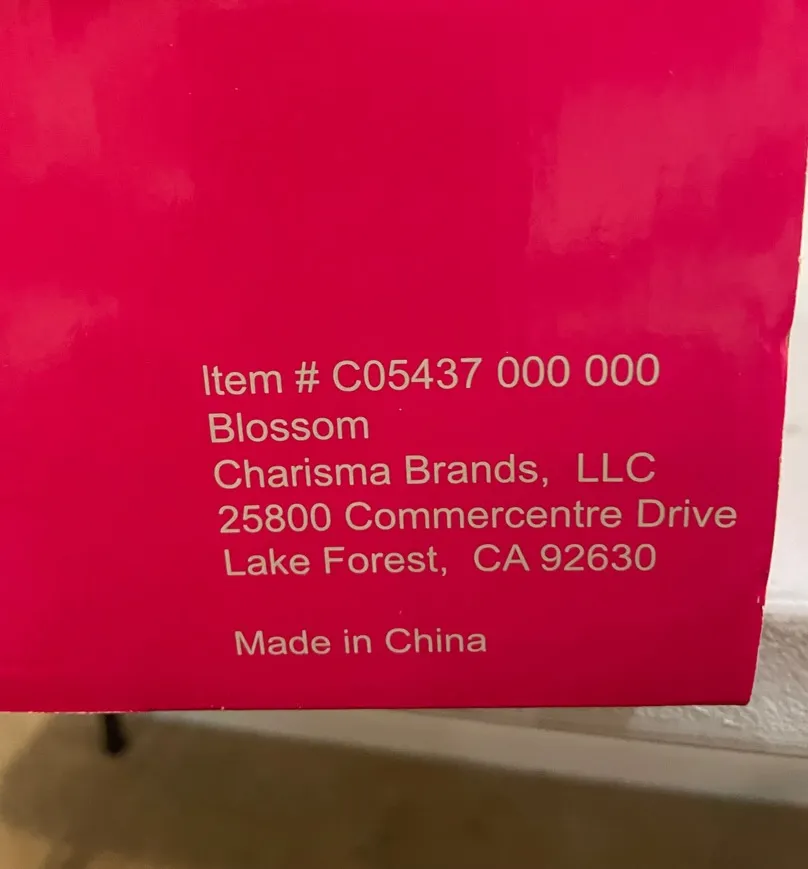 Item # C05437 000 000
Blossom
Charisma Brands, LLC
25800 Commercentre Drive
Lake Forest, CA 92630
Made in China